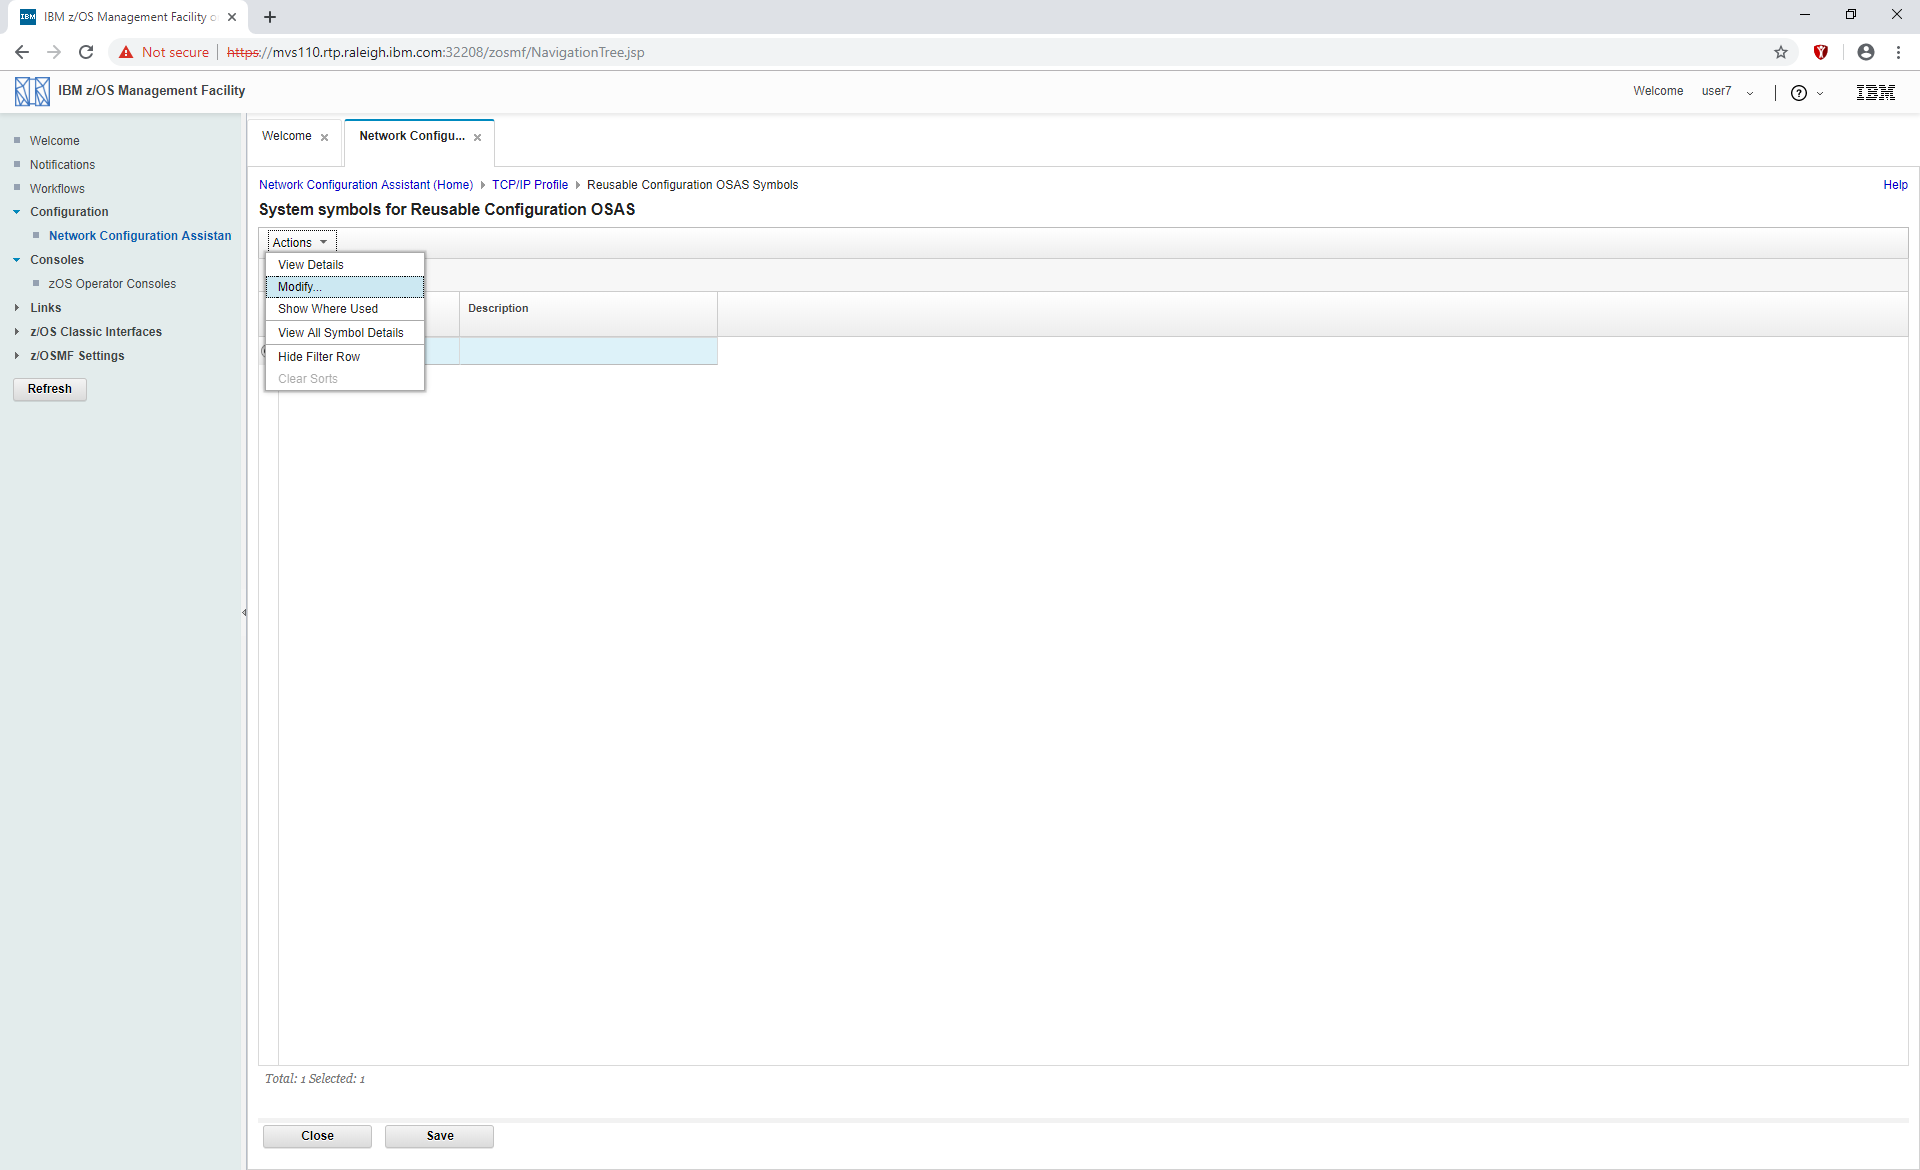 IBM IBM z/OS Management Facility o
Not secure https://mvs110.rtp.raleigh.ibm.com:32208/zosmf/NavigationTree.jsp
IBM z/OS Management Facility
Welcome user7 ? IBM
Welcome
Notifications
Workflows
Configuration
Network Configuration Assistan
Consoles
zOS Operator Consoles
Links
z/OS Classic Interfaces
z/OSMF Settings
Refresh
Welcome
Network Configu...
Network Configuration Assistant (Home) TCP/IP Profile Reusable Configuration OSAS Symbols Help
System symbols for Reusable Configuration OSAS
Actions
View Details
Modify...
Show Where Used
View All Symbol Details
Hide Filter Row
Clear Sorts
Description
Total: 1 Selected: 1
Close Save